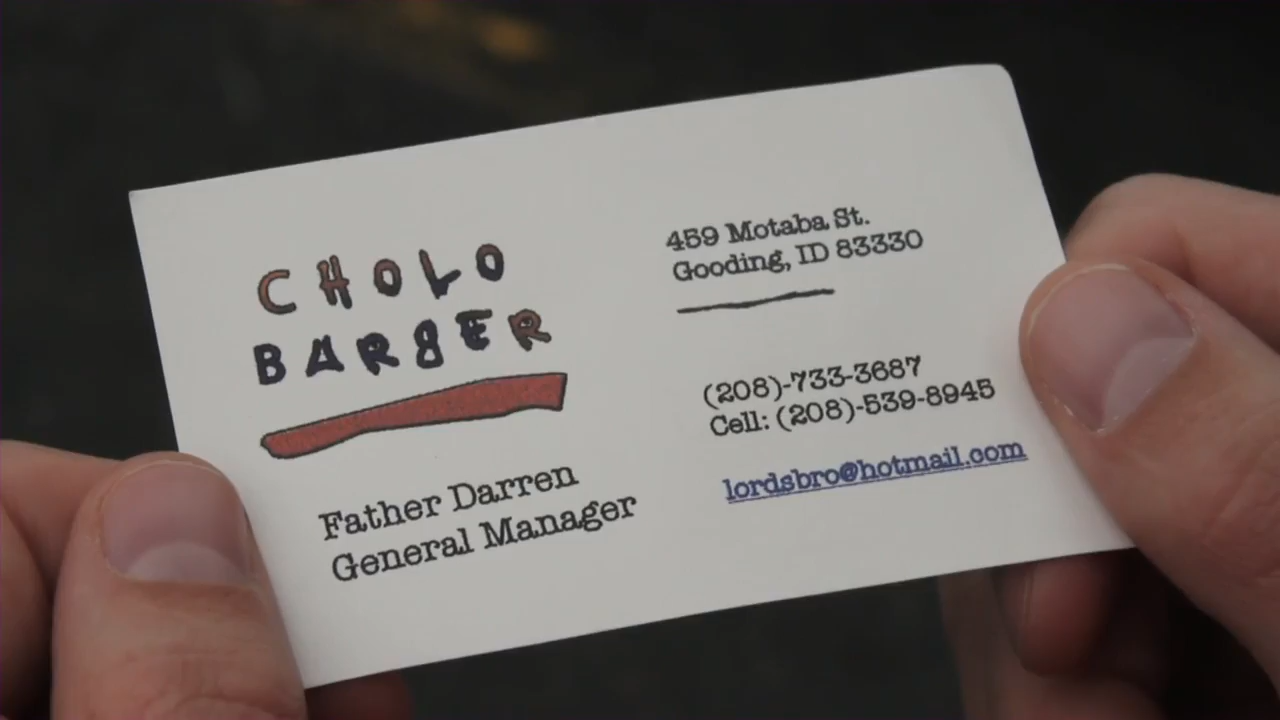 CHOLO
BARBER
Father Darren
General Manager
459 Motaba St.
Gooding, ID 83330
(208)-733-3687
Cell: (208)-539-8945
lordsbro@hotmail.com